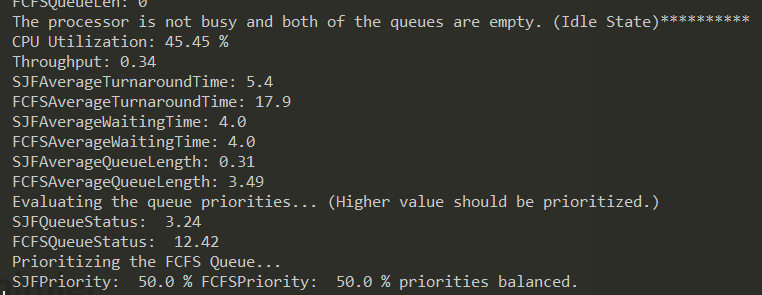 FCFSQueueLen: 0
The processor is not busy and both of the queues are empty. (Idle State)**********
CPU Utilization: 45.45 %
Throughput: 0.34
SJFAverageTurnaroundTime: 5.4
FCFSAverageTurnaroundTime: 17.9
SJFAverageWaitingTime: 4.0
FCFSAverageWaitingTime: 4.0
SJFAverageQueueLength: 0.31
FCFSAverageQueueLength: 3.49
Evaluating the queue priorities... (Higher value should be prioritized.)
SJFQueueStatus:  3.24
FCFSQueueStatus:  12.42
Prioritizing the FCFS Queue...
SJFPriority:  50.0 % FCFSPriority:  50.0 % priorities balanced.